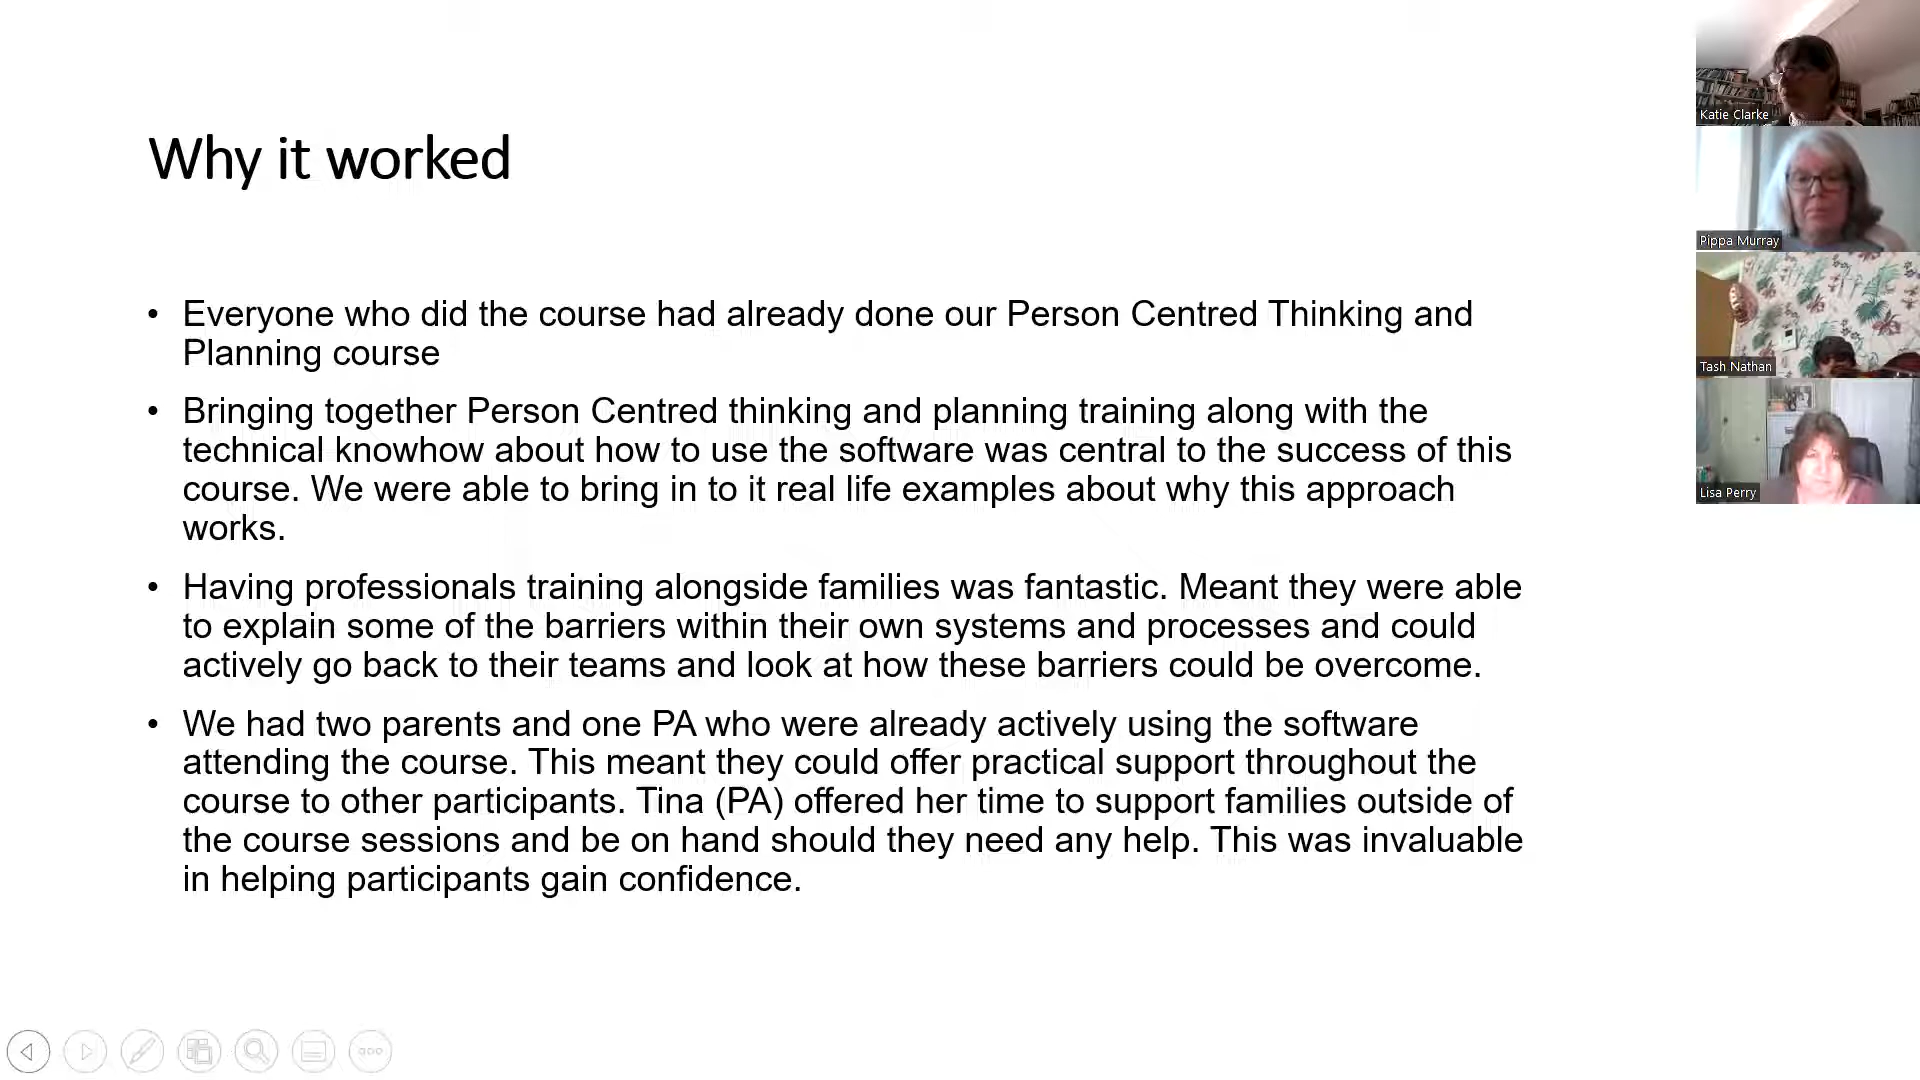 Why it worked
• Everyone who did the course had already done our Person Centred Thinking and
Planning course
• Bringing together Person Centred thinking and planning training along with the
technical knowhow about how to use the software was central to the success of this
course. We were able to bring in to it real life examples about why this approach
works.
• Having professionals training alongside families was fantastic. Meant they were able
to explain some of the barriers within their own systems and processes and could
actively go back to their teams and look at how these barriers could be overcome.
• We had two parents and one PA who were already actively using the software
attending the course. This meant they could offer practical support throughout the
course to other participants. Tina (PA) offered her time to support families outside of
the course sessions and be on hand should they need any help. This was invaluable
in helping participants gain confidence.
Katie Clarke
Pippa Murray
Tash Nathan
Lisa Perry